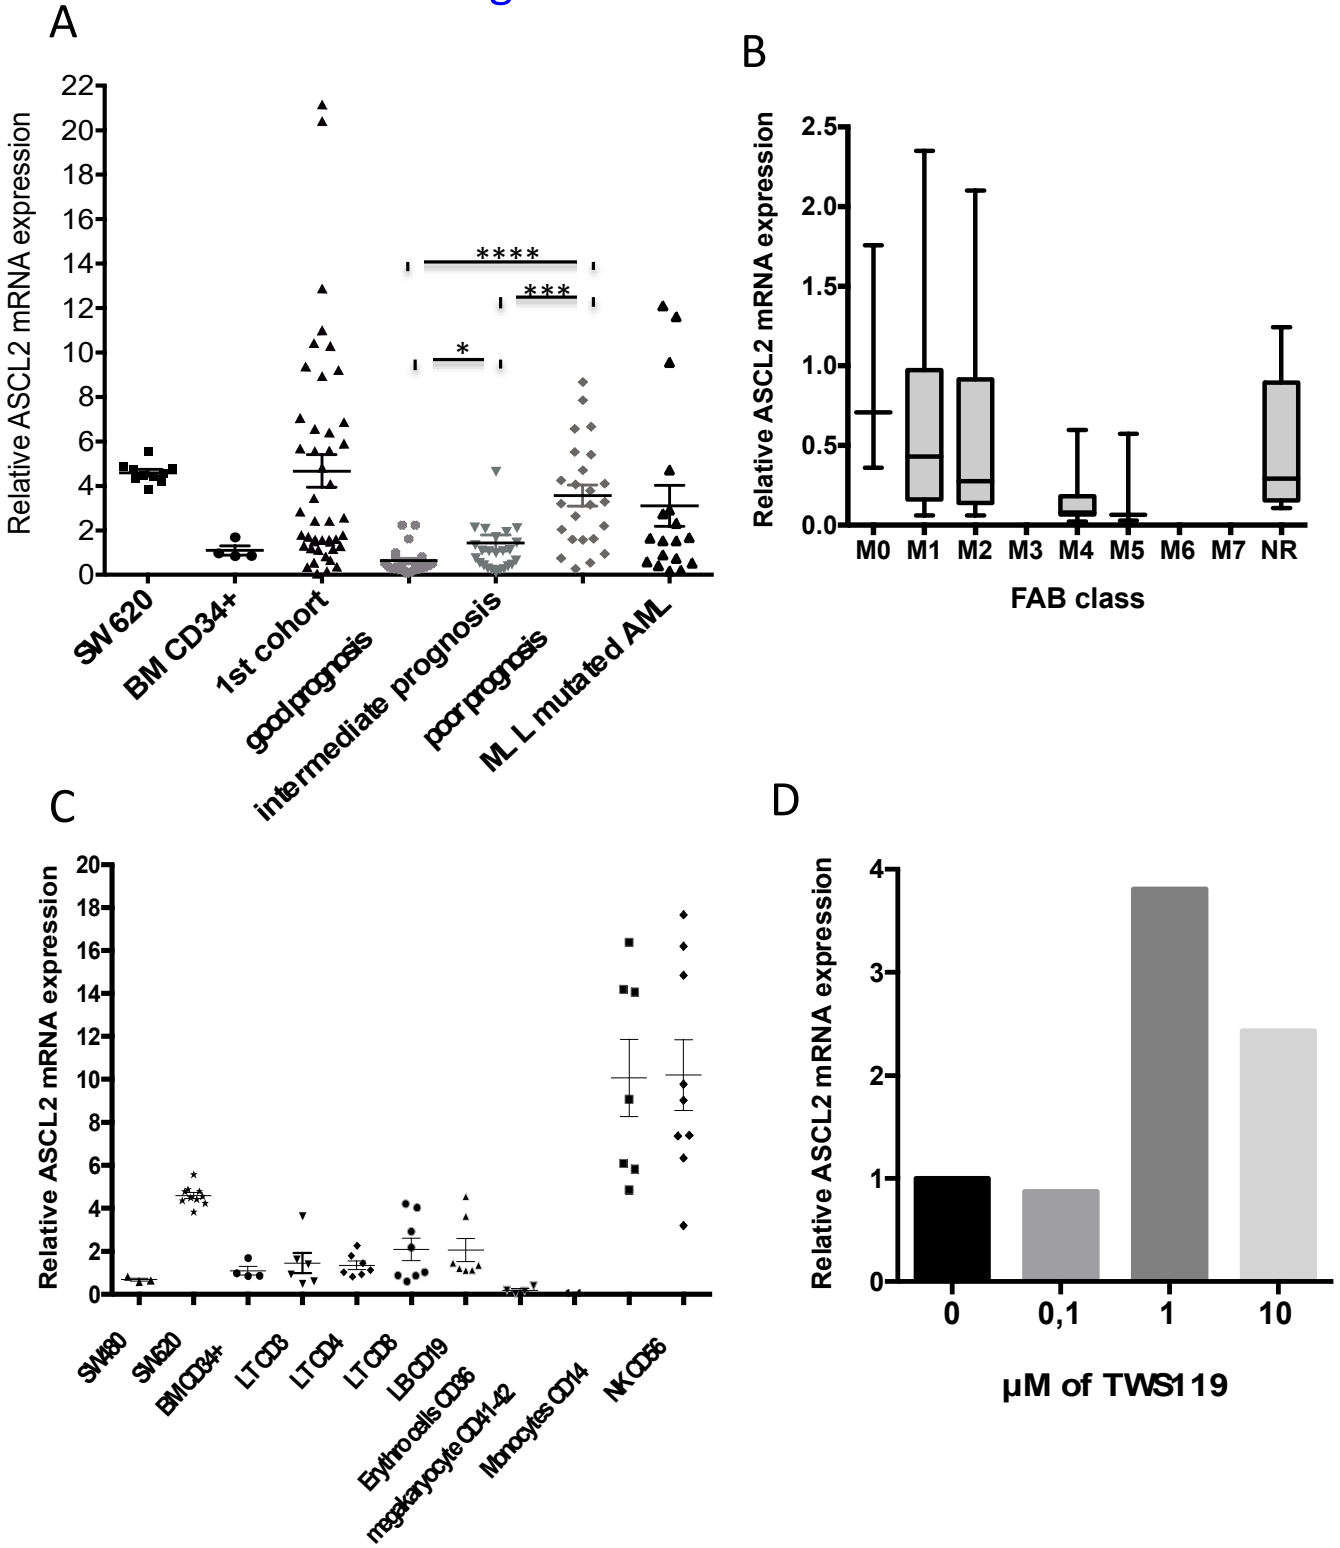 A
Relative ASCL2 mRNA expression
22
20
18
16
14
12
10
8
6
4
2
0
****
***
*
SW620
BM CD34+
1st cohort
good prognosis
intermediate prognosis
poor prognosis
MLL mutated AML
B
Relative ASCL2 mRNA expression
2.5
2.0
1.5
1.0
0.5
0.0
M0 M1 M2 M3 M4 M5 M6 M7 NR
FAB class
C
Relative ASCL2 mRNA expression
20
18
16
14
12
10
8
6
4
2
0
SW480
SW620
BM CD34+
LT CD3
LT CD4
LT CD8
LB CD19
Erythro cells CD36
megakaryocyte CD41-42
Monocytes CD14
NK CD56
D
Relative ASCL2 mRNA expression
4
3
2
1
0
0 0,1 1 10
µM of TWS119